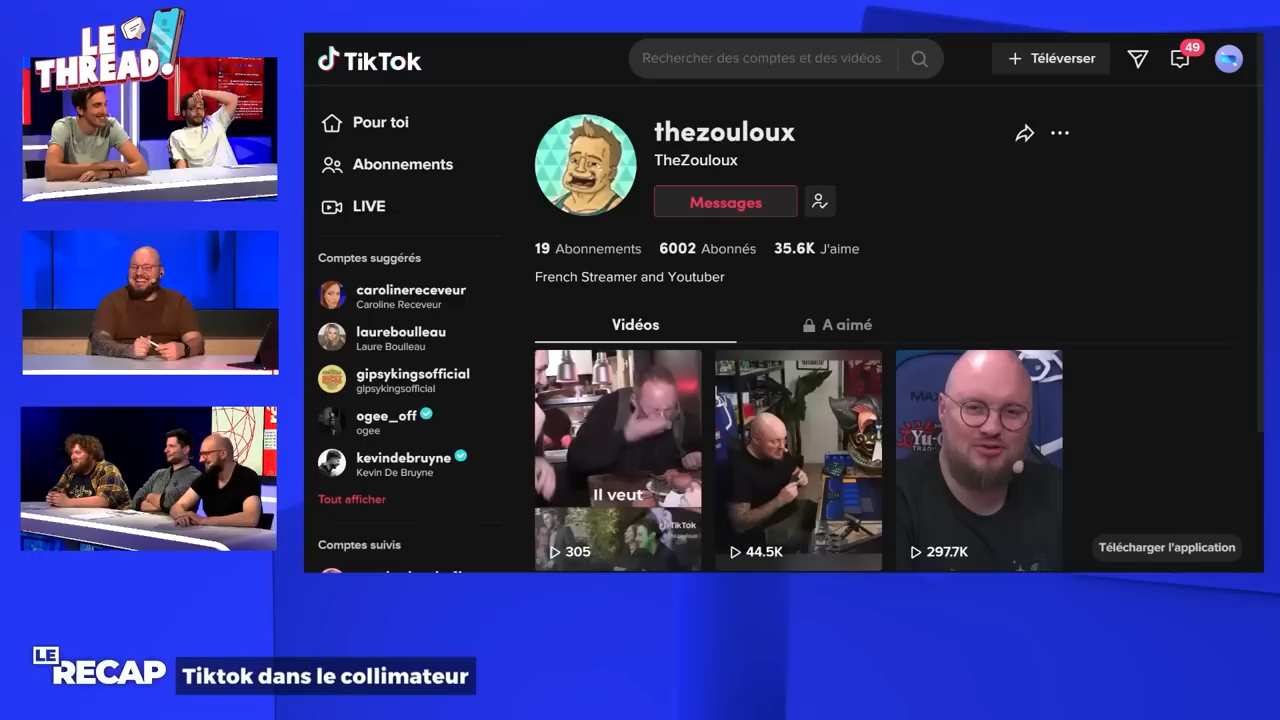 LE
THREAD!
TikTok
Rechercher des comptes et des vidéos
+ Téléverser
49
Pour toi
Abonnements
LIVE
Comptes suggérés
carolinereceveur
Caroline Receveur
laureboulleau
Laure Boulleau
gipsykingsofficial
gipsykingsofficial
ogee_off
ogee
kevindebruyne
Kevin De Bruyne
Tout afficher
Comptes suivis
thezouloux
TheZouloux
Messages
19 Abonnements 6002 Abonnés 35.6K J'aime
French Streamer and Youtuber
Vidéos
A aimé
Il veut
TikTok
305
44.5K
297.7K
Télécharger l'application
LE
RECAP
Tiktok dans le collimateur